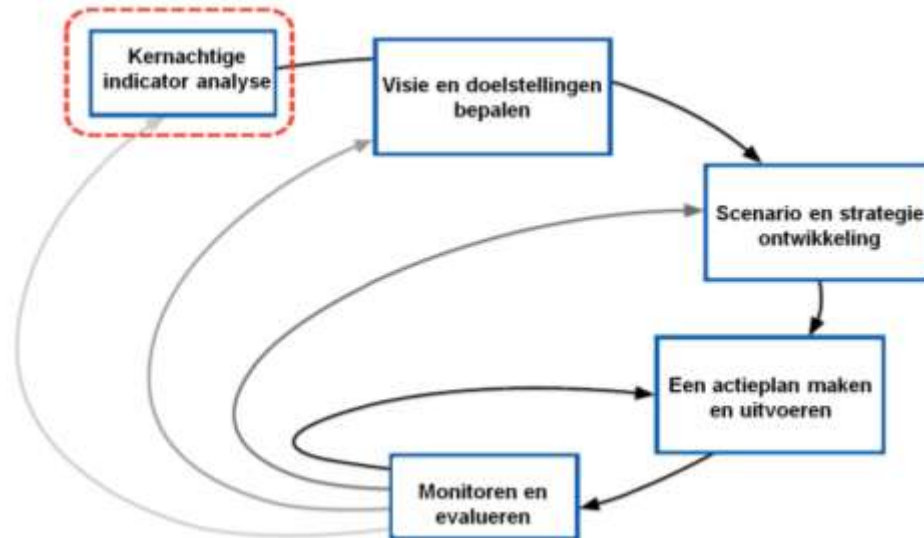 Kernachtige
indicator analyse
Visie en doelstellingen
bepalen
Scenario en strategie
ontwikkeling
Een actieplan maken
en uitvoeren
Monitoren en
evalueren